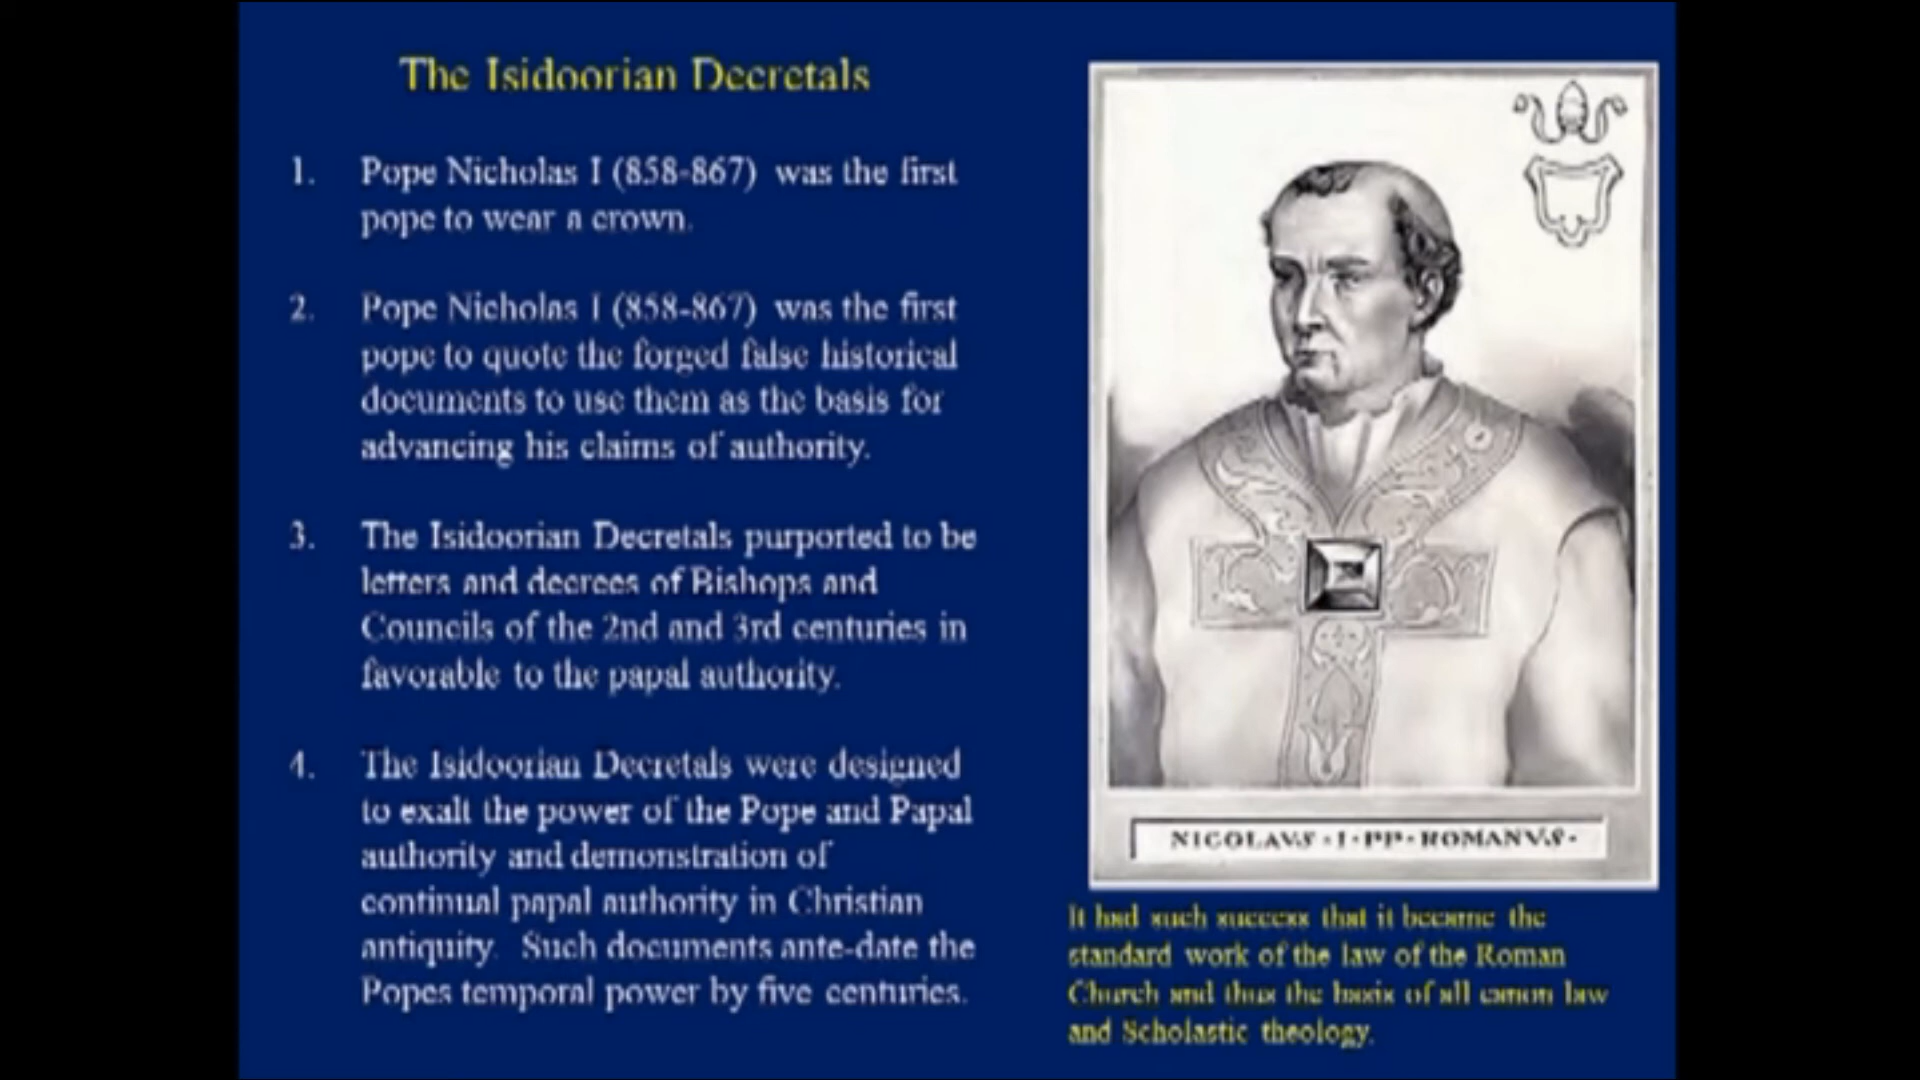 The Isidoorian Decretals
1. Pope Nicholas I (858-867) was the first
pope to wear a crown.
2. Pope Nicholas I (858-867) was the first
pope to quote the forged false historical
documents to use them as the basis for
advancing his claims of authority.
3. The Isidoorian Decretals purported to be
letters and decrees of Bishops and
Councils of the 2nd and 3rd centuries in
favorable to the papal authority.
4. The Isidoorian Decretals were designed
to exalt the power of the Pope and Papal
authority and demonstration of
continual papal authority in Christian
antiquity. Such documents ante-date the
Popes temporal power by five centuries.
NICOLAVS · I · PP · ROMANVS ·
It had such success that it became the
standard work of the law of the Roman
Church and thus the basis of all canon law
and Scholastic theology.